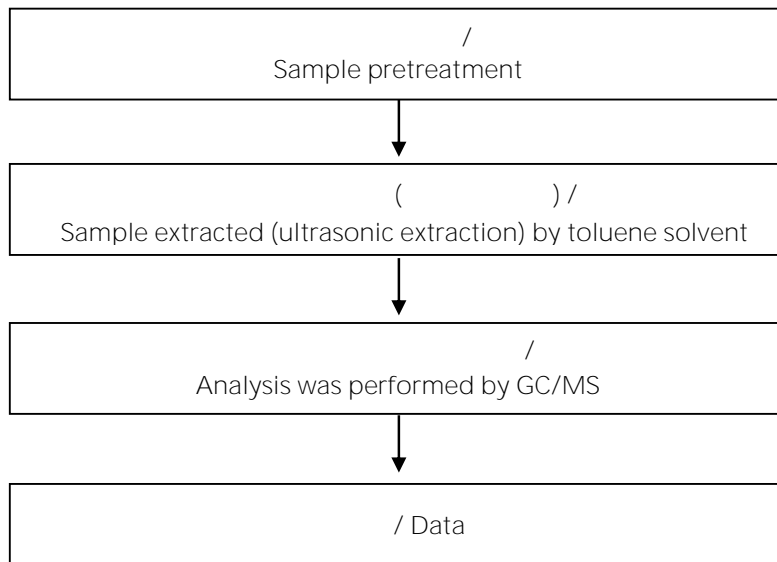 /
Sample pretreatment
( ) /
Sample extracted (ultrasonic extraction) by toluene solvent
/
Analysis was performed by GC/MS
/ Data